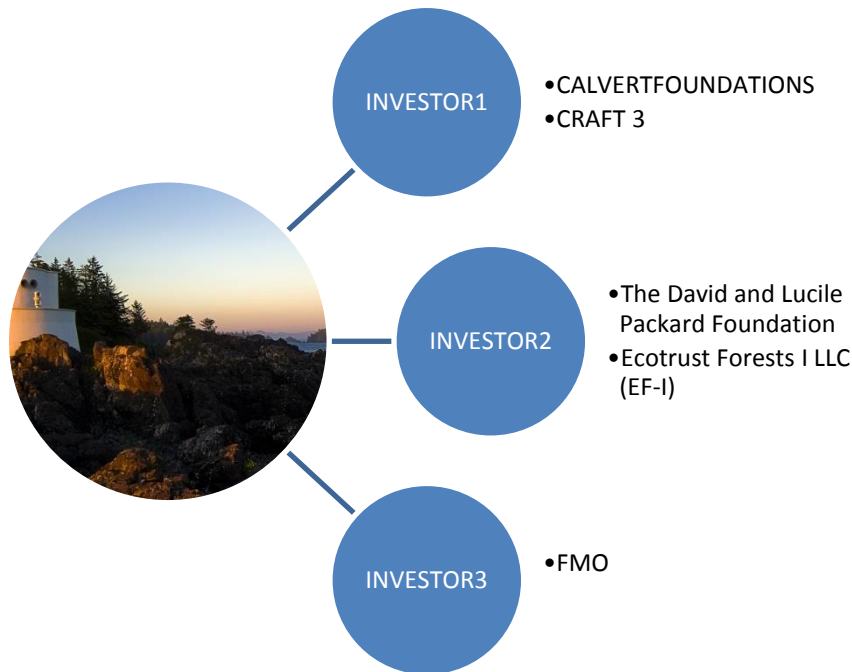 INVESTOR1
•CALVERTFOUNDATIONS
•CRAFT 3
INVESTOR2
•The David and Lucile
Packard Foundation
•Ecotrust Forests I LLC
(EF-I)
INVESTOR3
•FMO